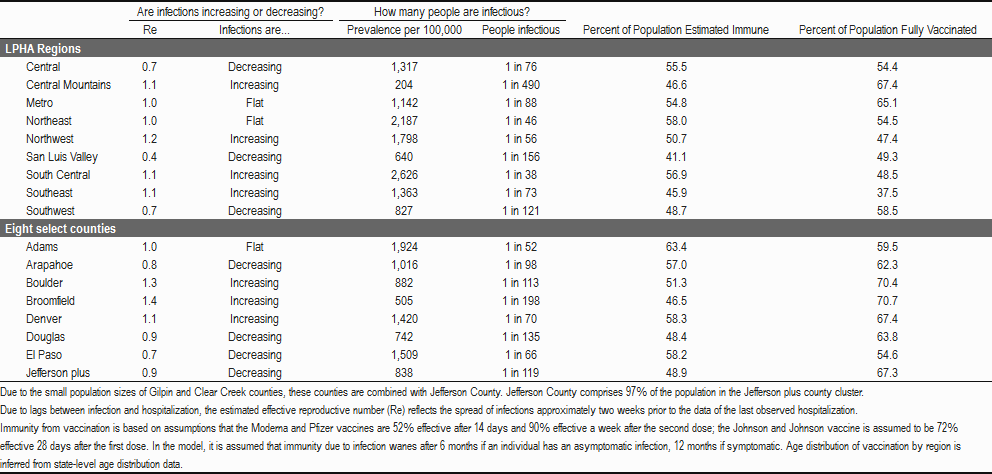 Are infections increasing or decreasing? How many people are infectious?
Re Infections are... Prevalence per 100,000 People infectious Percent of Population Estimated Immune Percent of Population Fully Vaccinated
LPHA Regions
Central 0.7 Decreasing 1,317 1 in 76 55.5 54.4
Central Mountains 1.1 Increasing 204 1 in 490 46.6 67.4
Metro 1.0 Flat 1,142 1 in 88 54.8 65.1
Northeast 1.0 Flat 2,187 1 in 46 58.0 54.5
Northwest 1.2 Increasing 1,798 1 in 56 50.7 47.4
San Luis Valley 0.4 Decreasing 640 1 in 156 41.1 49.3
South Central 1.1 Increasing 2,626 1 in 38 56.9 48.5
Southeast 1.1 Increasing 1,363 1 in 73 45.9 37.5
Southwest 0.7 Decreasing 827 1 in 121 48.7 58.5
Eight select counties
Adams 1.0 Flat 1,924 1 in 52 63.4 59.5
Arapahoe 0.8 Decreasing 1,016 1 in 98 57.0 62.3
Boulder 1.3 Increasing 882 1 in 113 51.3 70.4
Broomfield 1.4 Increasing 505 1 in 198 46.5 70.7
Denver 1.1 Increasing 1,420 1 in 70 58.3 67.4
Douglas 0.9 Decreasing 742 1 in 135 48.4 63.8
El Paso 0.7 Decreasing 1,509 1 in 66 58.2 54.6
Jefferson plus 0.9 Decreasing 838 1 in 119 48.9 67.3
Due to the small population sizes of Gilpin and Clear Creek counties, these counties are combined with Jefferson County. Jefferson County comprises 97% of the population in the Jefferson plus county cluster.
Due to lags between infection and hospitalization, the estimated effective reproductive number (Re) reflects the spread of infections approximately two weeks prior to the data of the last observed hospitalization.
Immunity from vaccination is based on assumptions that the Moderna and Pfizer vaccines are 52% effective after 14 days and 90% effective a week after the second dose; the Johnson and Johnson vaccine is assumed to be 72%
effective 28 days after the first dose. In the model, it is assumed that immunity due to infection wanes after 6 months if an individual has an asymptomatic infection, 12 months if symptomatic. Age distribution of vaccination by region is
inferred from state-level age distribution data.